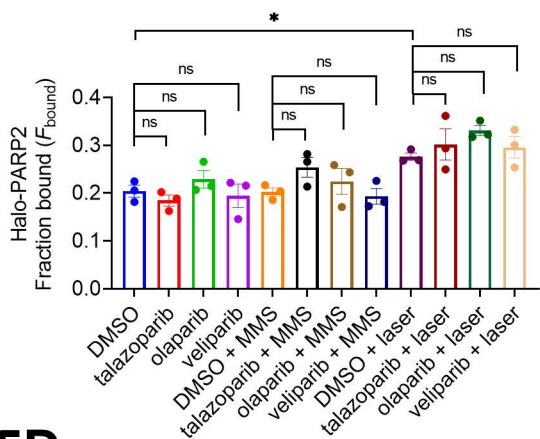 *
ns
ns
ns
ns
ns
ns
ns
ns
ns
Halo-PARP2
Fraction bound (Fbound)
0.4
0.3
0.2
0.1
0.0
DMSO
talazoparib
olaparib
veliparib
DMSO + MMS
talazoparib + MMS
olaparib + MMS
veliparib + MMS
DMSO + laser
talazoparib + laser
olaparib + laser
veliparib + laser